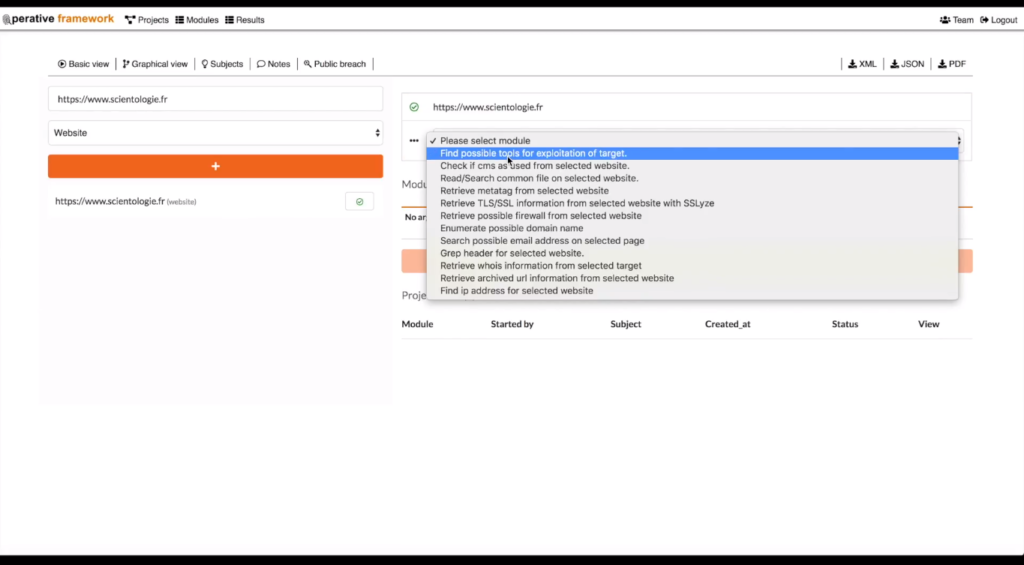 perative framework Projects Modules Results Team Logout
Basic view Graphical view Subjects Notes Public breach XML JSON PDF
https://www.scientologie.fr
Website
+
https://www.scientologie.fr (website)
https://www.scientologie.fr
✓ Please select module
Find possible tools for exploitation of target.
Check if cms as used from selected website.
Read/Search common file on selected website.
Retrieve metatag from selected website
Retrieve TLS/SSL information from selected website with SSLyze
Retrieve possible firewall from selected website
Enumerate possible domain name
Search possible email address on selected page
Grep header for selected website.
Retrieve whois information from selected target
Retrieve archived url information from selected website
Find ip address for selected website
Modu
No ar
Proje
Module Started by Subject Created_at Status View